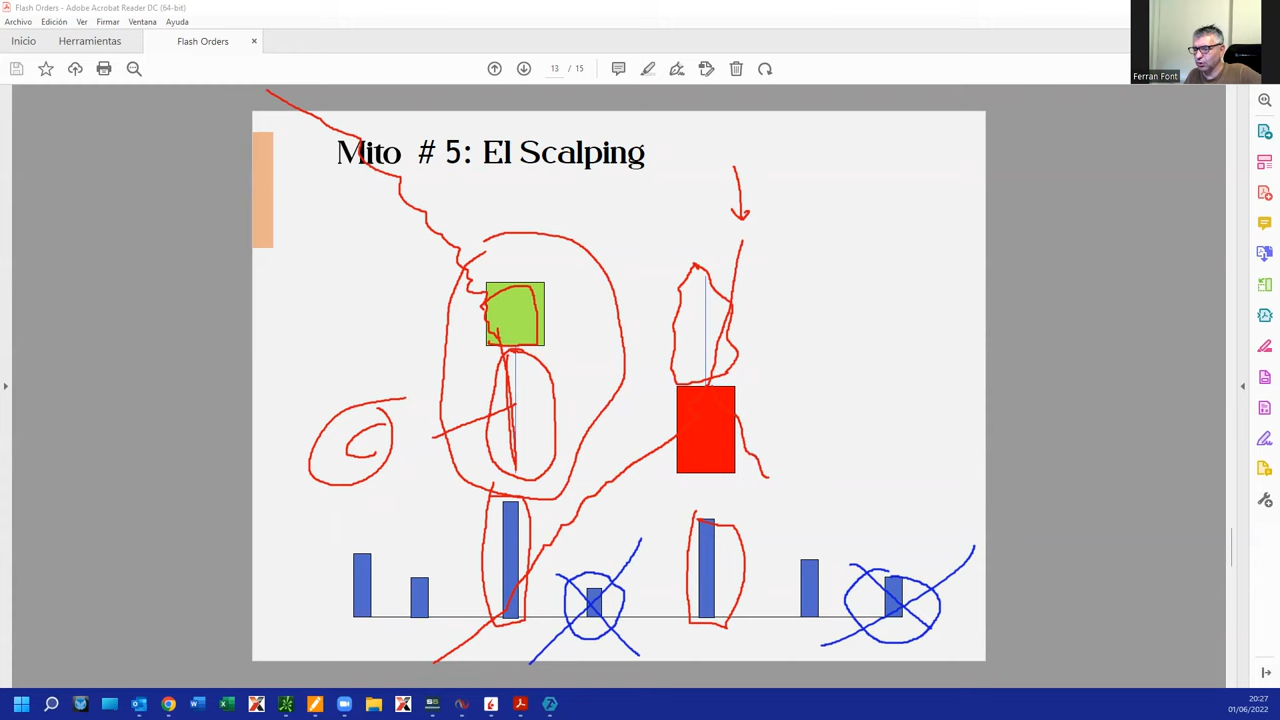 Flash Orders - Adobe Acrobat Reader DC (64-bit)
Archivo Edición Ver Firmar Ventana Ayuda
Inicio Herramientas Flash Orders ×
13 / 15
Ferran Font
Mito # 5: El Scalping
20:27
01/06/2022